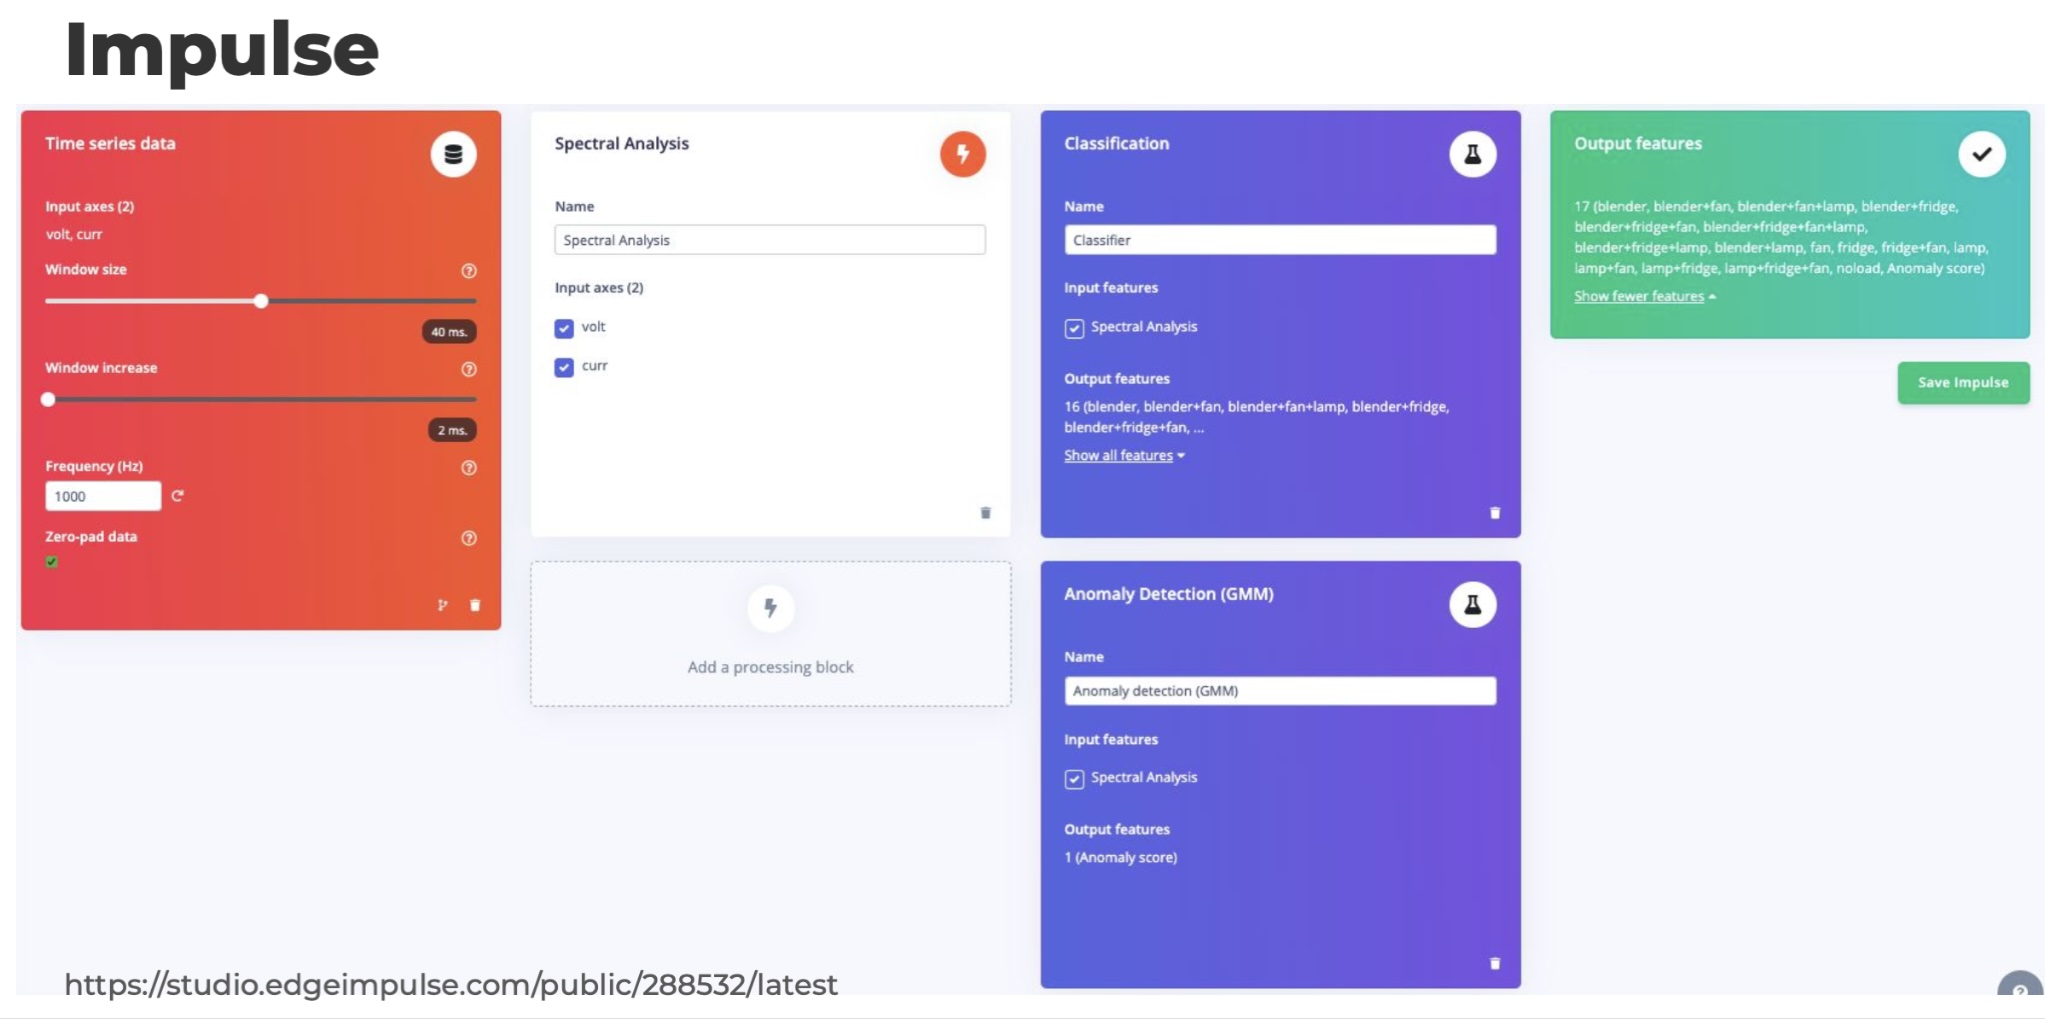 Impulse
Time series data
Input axes (2)
volt, curr
Window size
40 ms.
Window increase
2 ms.
Frequency (Hz)
1000
Zero-pad data
Spectral Analysis
Name
Spectral Analysis
Input axes (2)
volt
curr
Add a processing block
Classification
Name
Classifier
Input features
Spectral Analysis
Output features
16 (blender, blender+fan, blender+fan+lamp, blender+fridge,
blender+fridge+fan, ...
Show all features
Anomaly Detection (GMM)
Name
Anomaly detection (GMM)
Input features
Spectral Analysis
Output features
1 (Anomaly score)
Output features
17 (blender, blender+fan, blender+fan+lamp, blender+fridge,
blender+fridge+fan, blender+fridge+fan+lamp,
blender+fridge+lamp, blender+lamp, fan, fridge, fridge+fan, lamp,
lamp+fan, lamp+fridge, lamp+fridge+fan, noload, Anomaly score)
Show fewer features
Save Impulse
https://studio.edgeimpulse.com/public/288532/latest